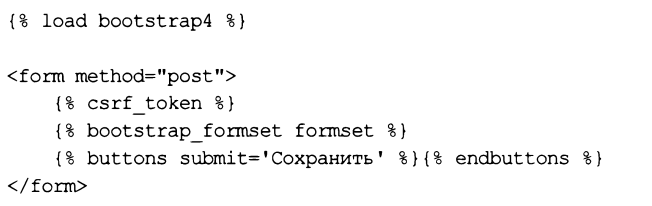 {% load bootstrap4 %}

<form method="post">
    {% csrf_token %}
    {% bootstrap_formset formset %}
    {% buttons submit='Сохранить' %}{% endbuttons %}
</form>